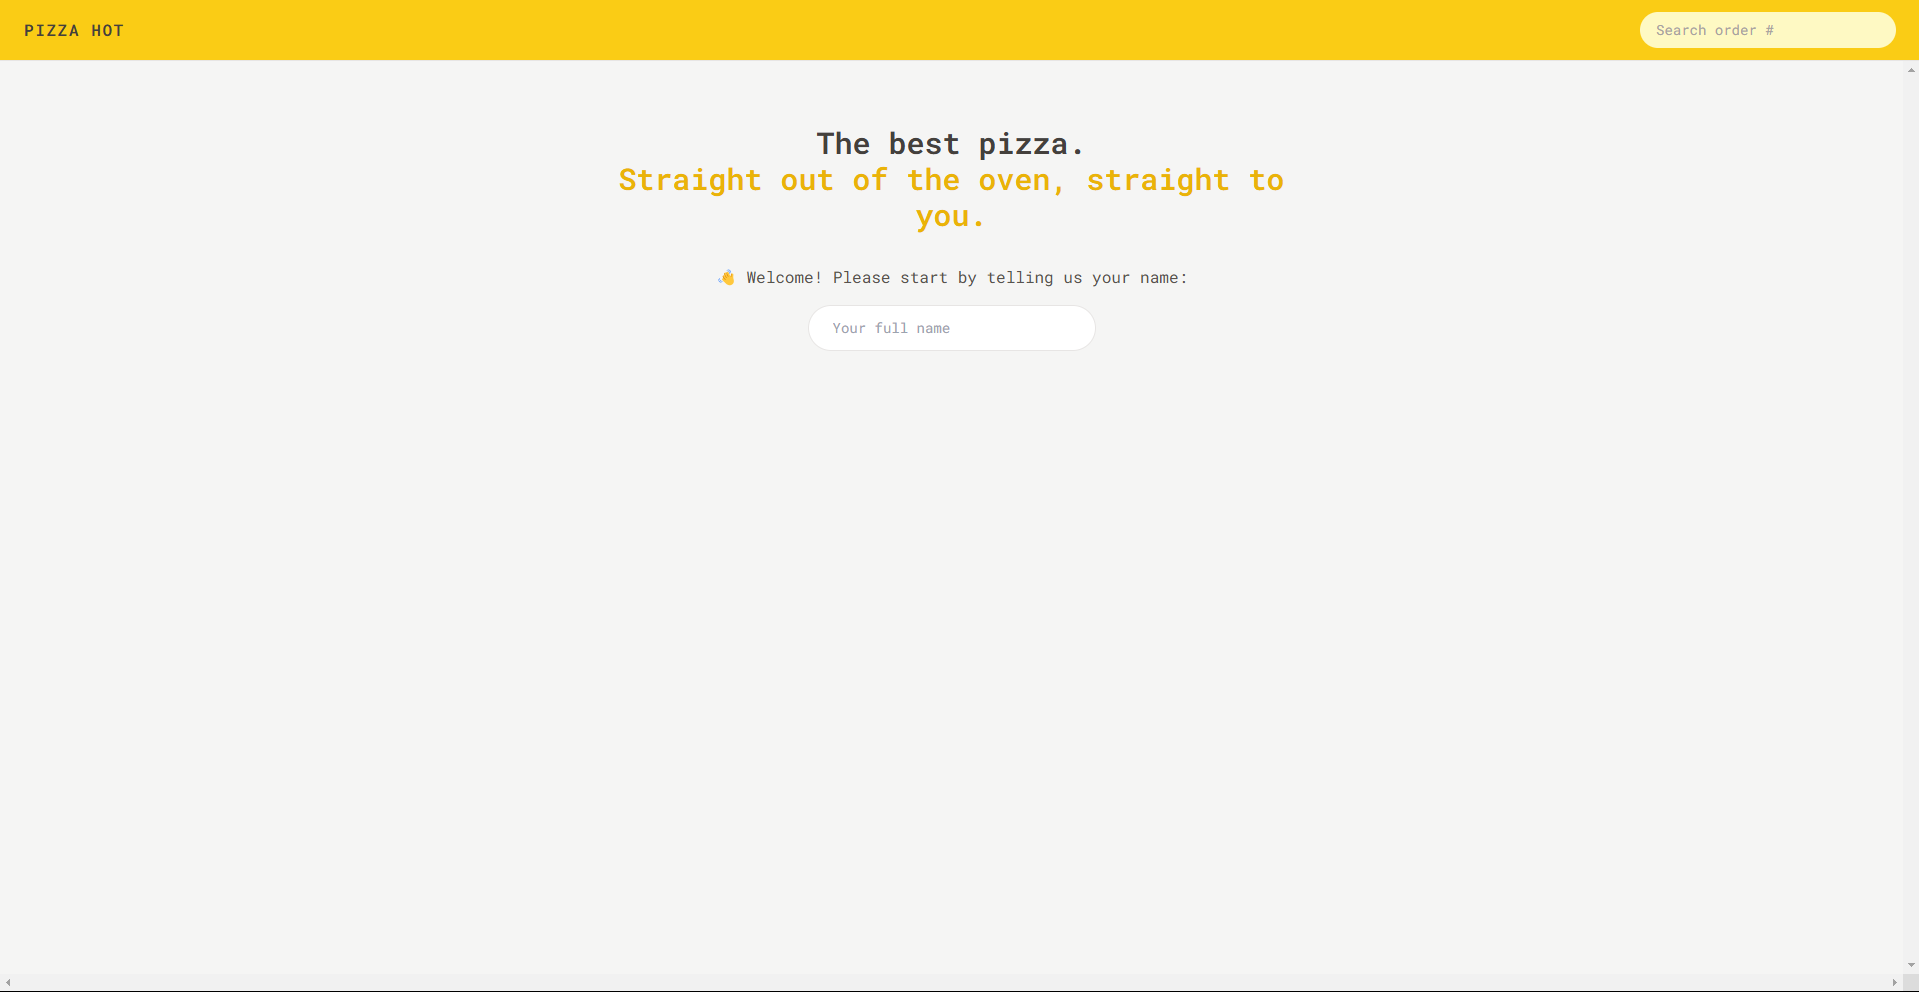 PIZZA HOT
Search order #
The best pizza.
Straight out of the oven, straight to
you.
👋 Welcome! Please start by telling us your name:
Your full name